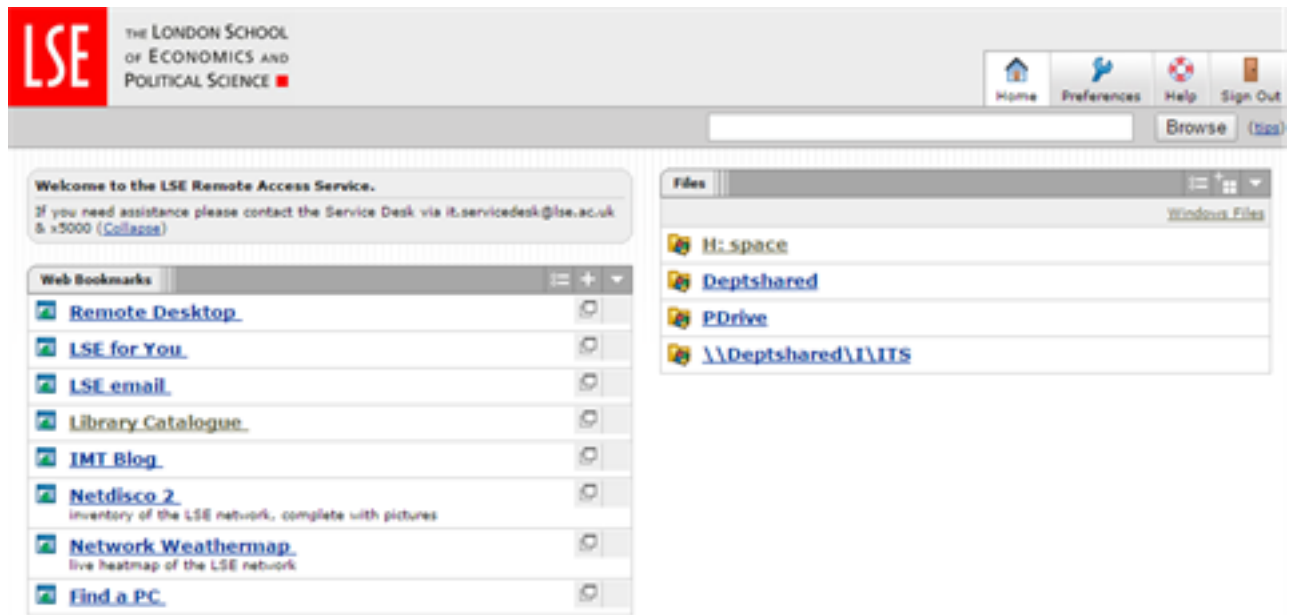 LSE
THE LONDON SCHOOL
OF ECONOMICS AND
POLITICAL SCIENCE
Home
Preferences
Help
Sign Out
Browse
(tips)
Welcome to the LSE Remote Access Service.
If you need assistance please contact the Service Desk via it.servicedesk@lse.ac.uk
& x5000 (Collapse)
Web Bookmarks
Remote Desktop
LSE for You
LSE email
Library Catalogue
IMT Blog
Netdisco 2
inventory of the LSE network, complete with pictures
Network Weathermap
live heatmap of the LSE network
Find a PC
Files
Windows Files
H: space
Deptshared
PDrive
\\Deptshared\I\ITS